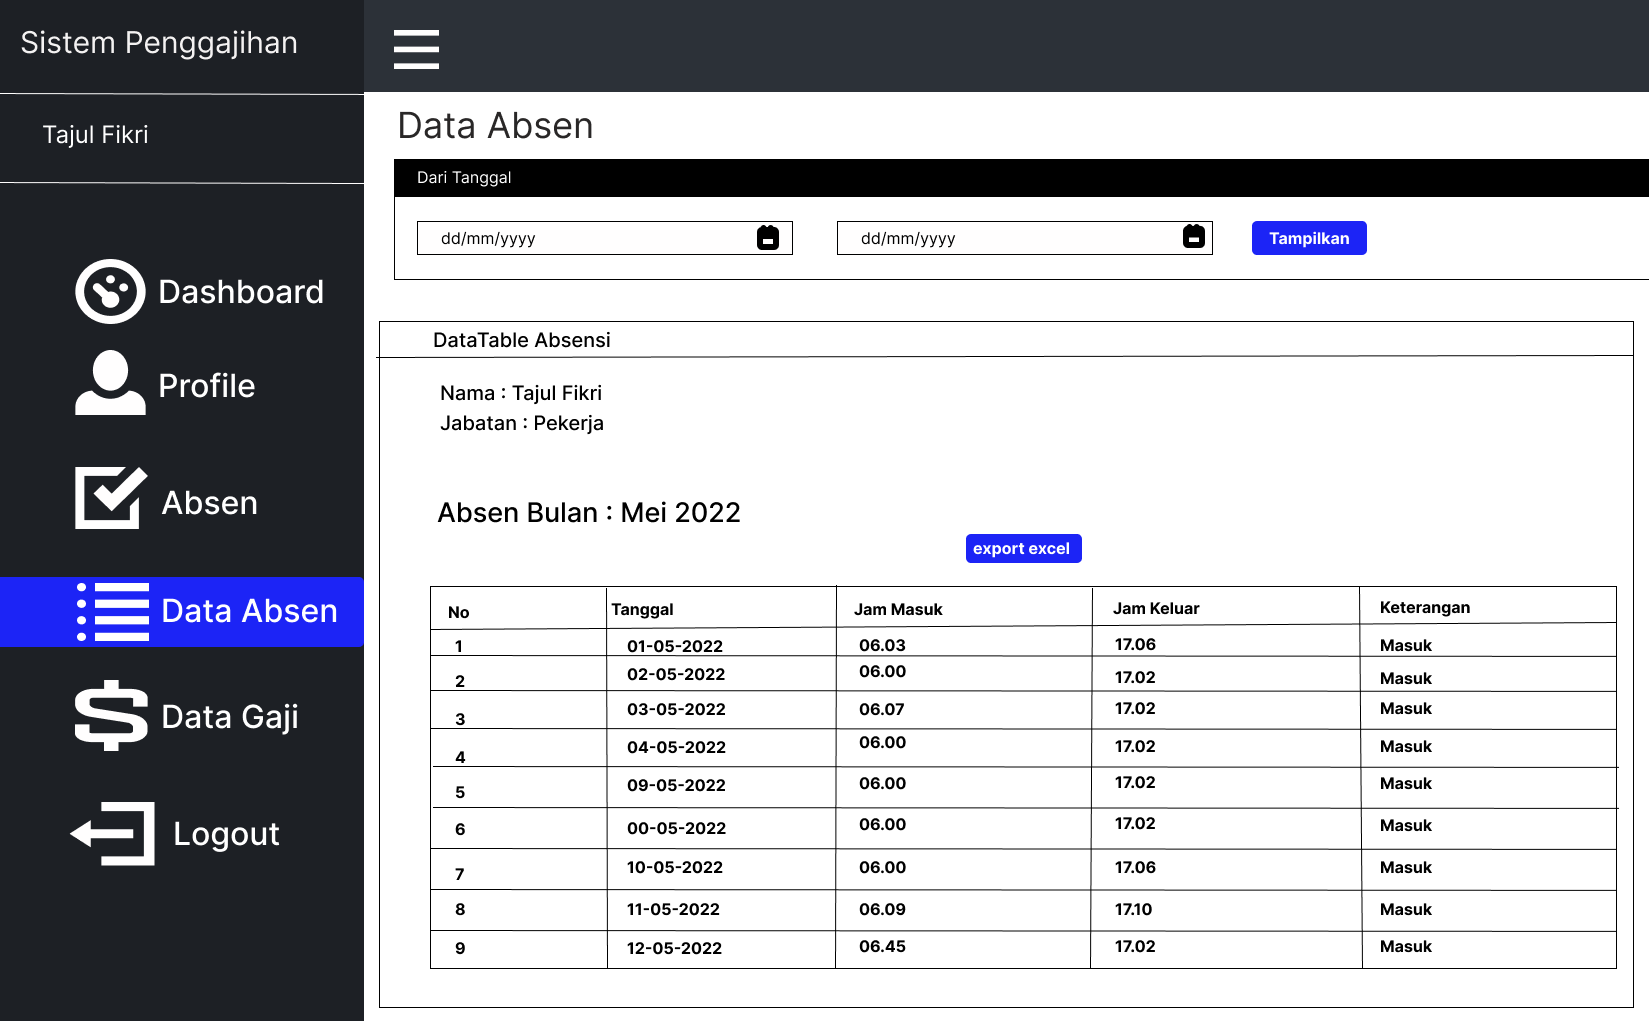 Sistem Penggajihan
Tajul Fikri
Dashboard
Profile
Absen
Data Absen
Data Gaji
Logout
Data Absen
Dari Tanggal
dd/mm/yyyy dd/mm/yyyy Tampilkan
DataTable Absensi
Nama : Tajul Fikri
Jabatan : Pekerja
Absen Bulan : Mei 2022
export excel
No Tanggal Jam Masuk Jam Keluar Keterangan
1 01-05-2022 06.03 17.06 Masuk
2 02-05-2022 06.00 17.02 Masuk
3 03-05-2022 06.07 17.02 Masuk
4 04-05-2022 06.00 17.02 Masuk
5 09-05-2022 06.00 17.02 Masuk
6 00-05-2022 06.00 17.02 Masuk
7 10-05-2022 06.00 17.06 Masuk
8 11-05-2022 06.09 17.10 Masuk
9 12-05-2022 06.45 17.02 Masuk